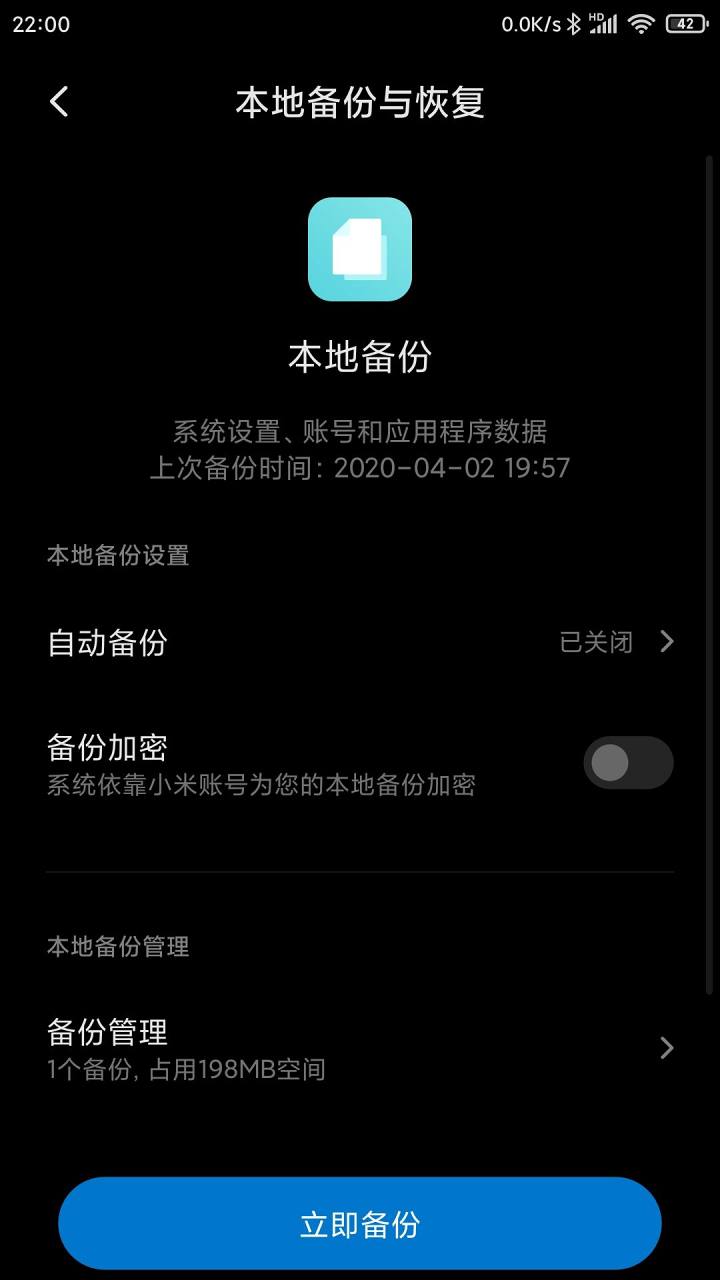 22:00
0.0K/s HD 42
本地备份与恢复
本地备份
系统设置、账号和应用程序数据
上次备份时间：2020-04-02 19:57
本地备份设置
自动备份 已关闭
备份加密
系统依靠小米账号为您的本地备份加密
本地备份管理
备份管理
1个备份, 占用198MB空间
立即备份